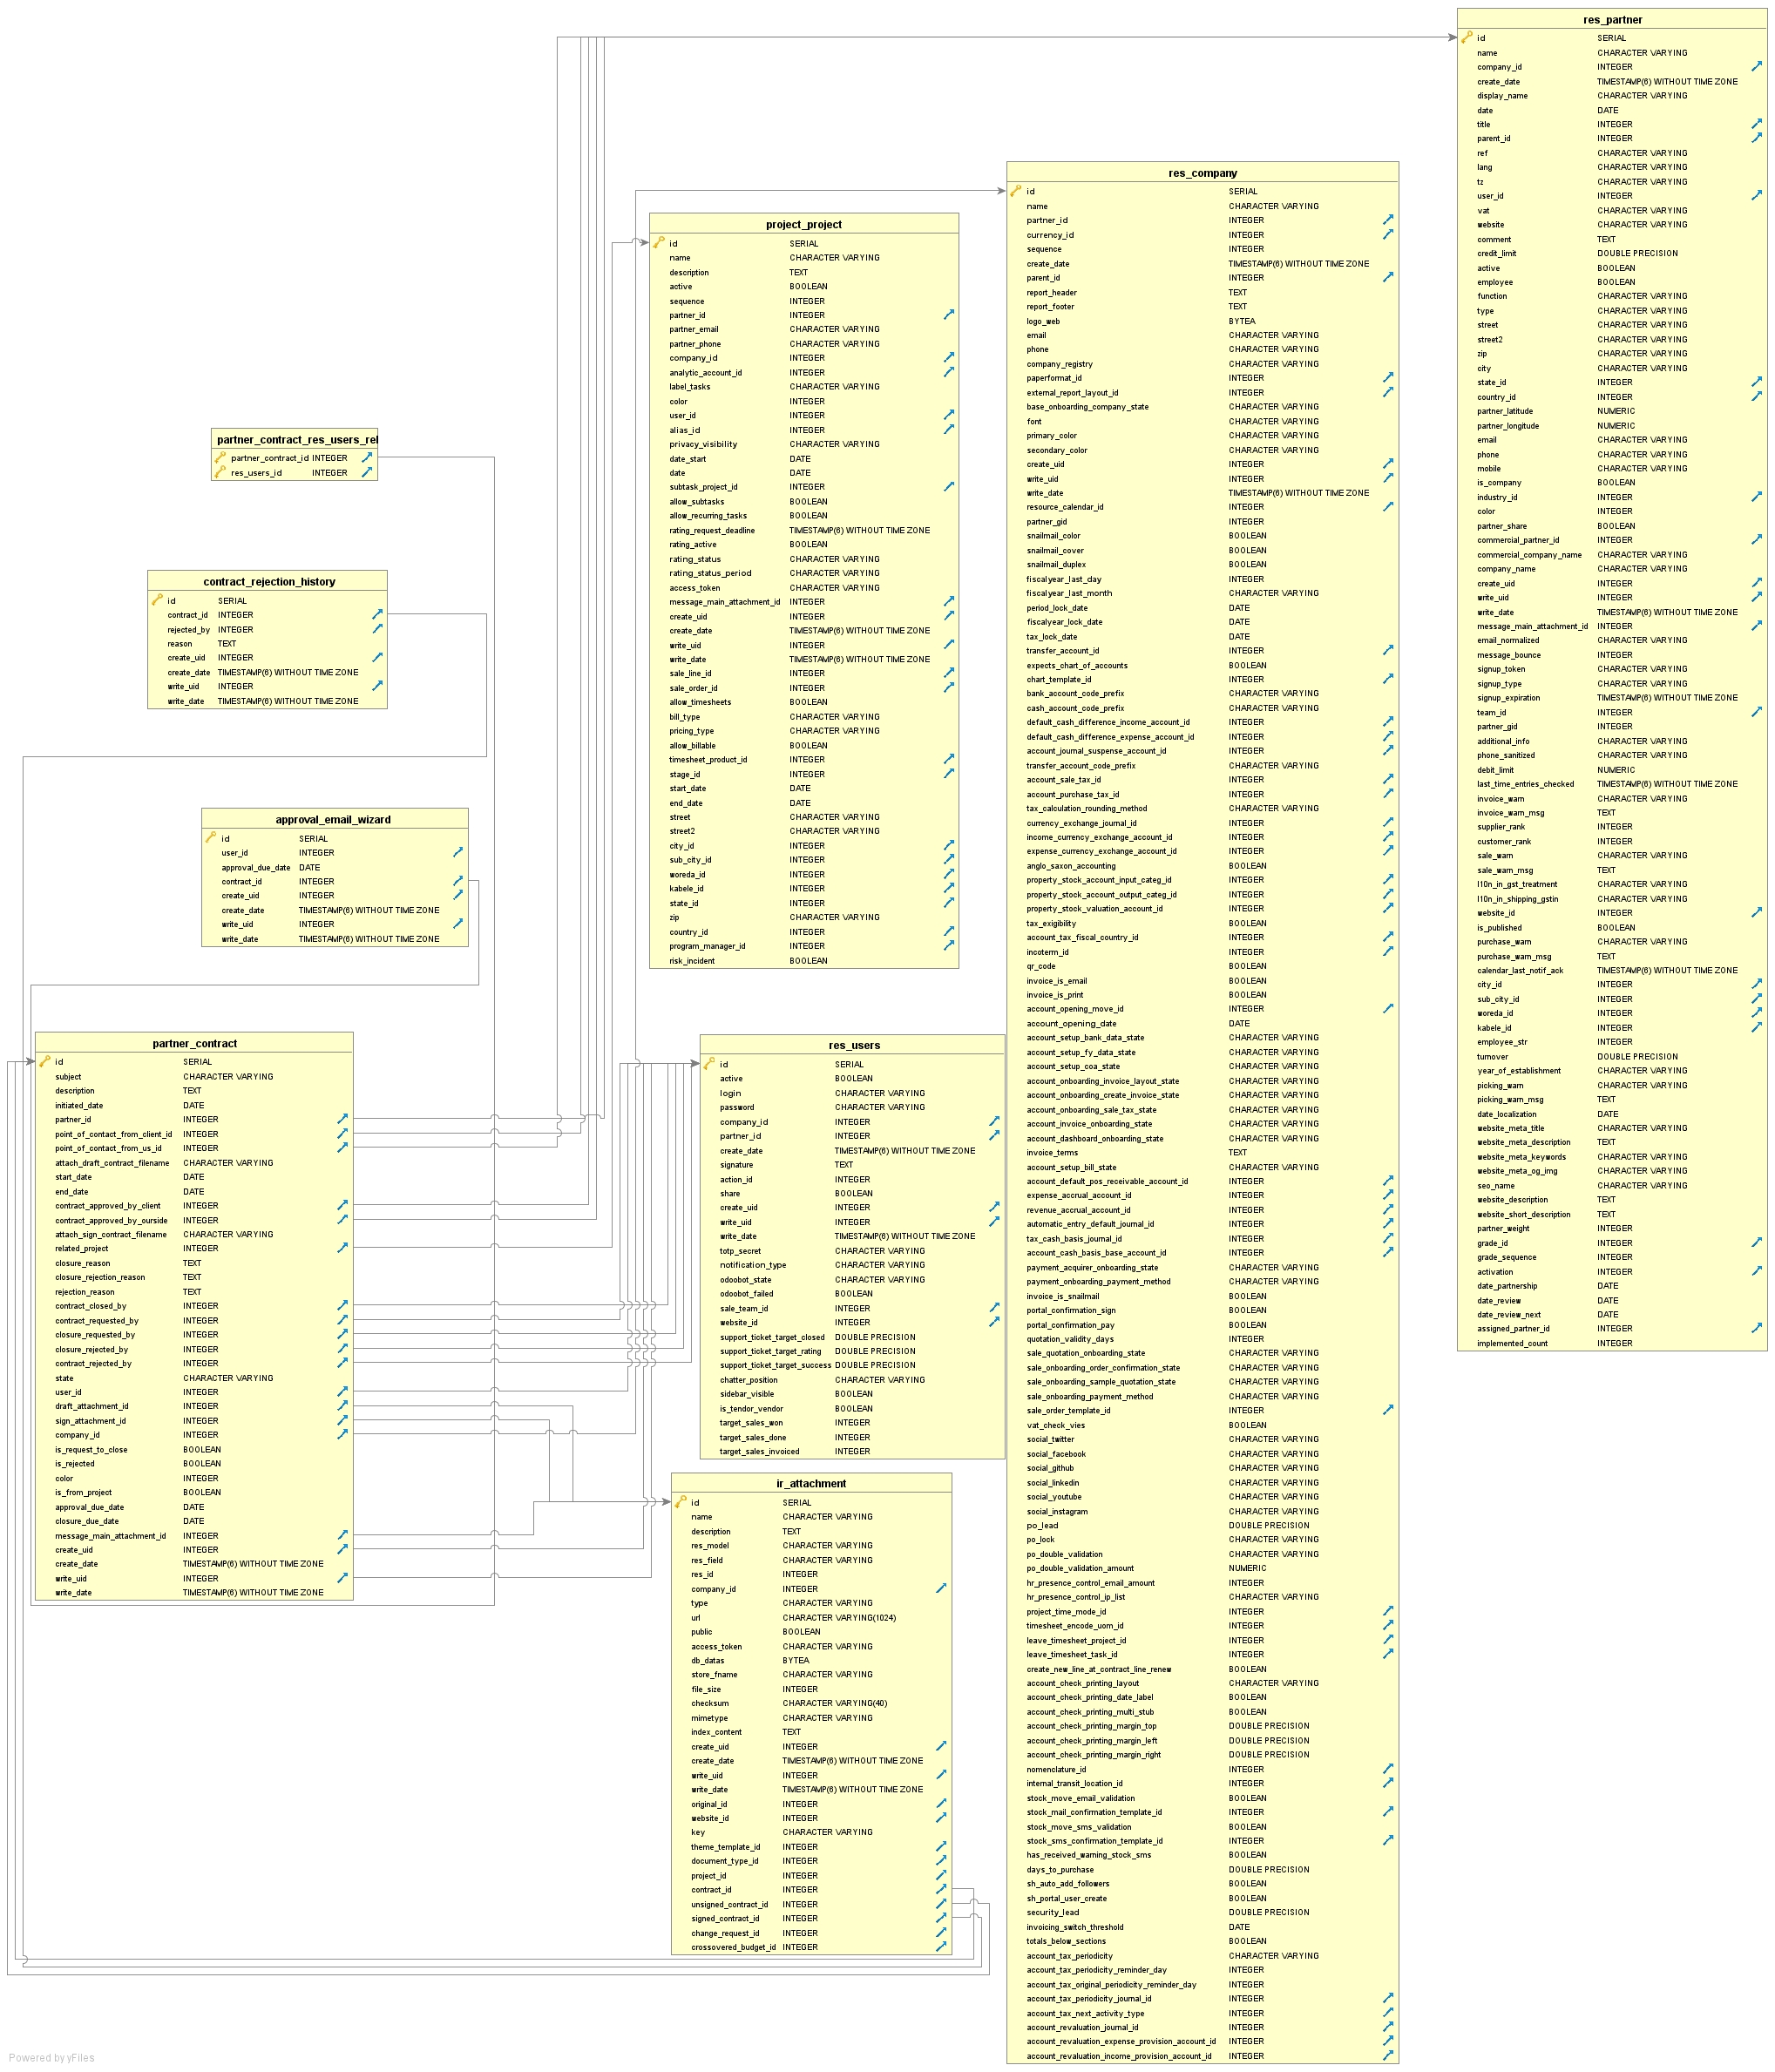 res_partner
id SERIAL
name CHARACTER VARYING
company_id INTEGER
create_date TIMESTAMP(6) WITHOUT TIME ZONE
display_name CHARACTER VARYING
date DATE
title INTEGER
parent_id INTEGER
ref CHARACTER VARYING
lang CHARACTER VARYING
tz CHARACTER VARYING
user_id INTEGER
vat CHARACTER VARYING
website CHARACTER VARYING
comment TEXT
credit_limit DOUBLE PRECISION
active BOOLEAN
employee BOOLEAN
function CHARACTER VARYING
type CHARACTER VARYING
street CHARACTER VARYING
street2 CHARACTER VARYING
zip CHARACTER VARYING
city CHARACTER VARYING
state_id INTEGER
country_id INTEGER
partner_latitude NUMERIC
partner_longitude NUMERIC
email CHARACTER VARYING
phone CHARACTER VARYING
mobile CHARACTER VARYING
is_company BOOLEAN
industry_id INTEGER
color INTEGER
partner_share BOOLEAN
commercial_partner_id INTEGER
commercial_company_name CHARACTER VARYING
company_name CHARACTER VARYING
create_uid INTEGER
write_uid INTEGER
write_date TIMESTAMP(6) WITHOUT TIME ZONE
message_main_attachment_id INTEGER
email_normalized CHARACTER VARYING
message_bounce INTEGER
signup_token CHARACTER VARYING
signup_type CHARACTER VARYING
signup_expiration TIMESTAMP(6) WITHOUT TIME ZONE
team_id INTEGER
partner_gid INTEGER
additional_info CHARACTER VARYING
phone_sanitized CHARACTER VARYING
debit_limit NUMERIC
last_time_entries_checked TIMESTAMP(6) WITHOUT TIME ZONE
invoice_warn CHARACTER VARYING
invoice_warn_msg TEXT
supplier_rank INTEGER
customer_rank INTEGER
sale_warn CHARACTER VARYING
sale_warn_msg TEXT
l10n_in_gst_treatment CHARACTER VARYING
l10n_in_shipping_gstin CHARACTER VARYING
website_id INTEGER
is_published BOOLEAN
purchase_warn CHARACTER VARYING
purchase_warn_msg TEXT
calendar_last_notif_ack TIMESTAMP(6) WITHOUT TIME ZONE
city_id INTEGER
sub_city_id INTEGER
woreda_id INTEGER
kabele_id INTEGER
employee_str INTEGER
turnover DOUBLE PRECISION
year_of_establishment CHARACTER VARYING
picking_warn CHARACTER VARYING
picking_warn_msg TEXT
date_localization DATE
website_meta_title CHARACTER VARYING
website_meta_description TEXT
website_meta_keywords CHARACTER VARYING
website_meta_og_img CHARACTER VARYING
seo_name CHARACTER VARYING
website_description TEXT
website_short_description TEXT
partner_weight INTEGER
grade_id INTEGER
grade_sequence INTEGER
activation INTEGER
date_partnership DATE
date_review DATE
date_review_next DATE
assigned_partner_id INTEGER
implemented_count INTEGER
res_company
id SERIAL
name CHARACTER VARYING
partner_id INTEGER
currency_id INTEGER
sequence INTEGER
create_date TIMESTAMP(6) WITHOUT TIME ZONE
parent_id INTEGER
report_header TEXT
report_footer TEXT
logo_web BYTEA
email CHARACTER VARYING
phone CHARACTER VARYING
company_registry CHARACTER VARYING
paperformat_id INTEGER
external_report_layout_id INTEGER
base_onboarding_company_state CHARACTER VARYING
font CHARACTER VARYING
primary_color CHARACTER VARYING
secondary_color CHARACTER VARYING
create_uid INTEGER
write_uid INTEGER
write_date TIMESTAMP(6) WITHOUT TIME ZONE
resource_calendar_id INTEGER
partner_gid INTEGER
snailmail_color BOOLEAN
snailmail_cover BOOLEAN
snailmail_duplex BOOLEAN
fiscalyear_last_day INTEGER
fiscalyear_last_month CHARACTER VARYING
period_lock_date DATE
fiscalyear_lock_date DATE
tax_lock_date DATE
transfer_account_id INTEGER
expects_chart_of_accounts BOOLEAN
chart_template_id INTEGER
bank_account_code_prefix CHARACTER VARYING
cash_account_code_prefix CHARACTER VARYING
default_cash_difference_income_account_id INTEGER
default_cash_difference_expense_account_id INTEGER
account_journal_suspense_account_id INTEGER
transfer_account_code_prefix CHARACTER VARYING
account_sale_tax_id INTEGER
account_purchase_tax_id INTEGER
tax_calculation_rounding_method CHARACTER VARYING
currency_exchange_journal_id INTEGER
income_currency_exchange_account_id INTEGER
expense_currency_exchange_account_id INTEGER
anglo_saxon_accounting BOOLEAN
property_stock_account_input_categ_id INTEGER
property_stock_account_output_categ_id INTEGER
property_stock_valuation_account_id INTEGER
tax_exigibility BOOLEAN
account_tax_fiscal_country_id INTEGER
incoterm_id INTEGER
qr_code BOOLEAN
invoice_is_email BOOLEAN
invoice_is_print BOOLEAN
account_opening_move_id INTEGER
account_opening_date DATE
account_setup_bank_data_state CHARACTER VARYING
account_setup_fy_data_state CHARACTER VARYING
account_setup_coa_state CHARACTER VARYING
account_onboarding_invoice_layout_state CHARACTER VARYING
account_onboarding_create_invoice_state CHARACTER VARYING
account_onboarding_sale_tax_state CHARACTER VARYING
account_invoice_onboarding_state CHARACTER VARYING
account_dashboard_onboarding_state CHARACTER VARYING
invoice_terms TEXT
account_setup_bill_state CHARACTER VARYING
account_default_pos_receivable_account_id INTEGER
expense_accrual_account_id INTEGER
revenue_accrual_account_id INTEGER
automatic_entry_default_journal_id INTEGER
tax_cash_basis_journal_id INTEGER
account_cash_basis_base_account_id INTEGER
payment_acquirer_onboarding_state CHARACTER VARYING
payment_onboarding_payment_method CHARACTER VARYING
invoice_is_snailmail BOOLEAN
portal_confirmation_sign BOOLEAN
portal_confirmation_pay BOOLEAN
quotation_validity_days INTEGER
sale_quotation_onboarding_state CHARACTER VARYING
sale_onboarding_order_confirmation_state CHARACTER VARYING
sale_onboarding_sample_quotation_state CHARACTER VARYING
sale_onboarding_payment_method CHARACTER VARYING
sale_order_template_id INTEGER
vat_check_vies BOOLEAN
social_twitter CHARACTER VARYING
social_facebook CHARACTER VARYING
social_github CHARACTER VARYING
social_linkedin CHARACTER VARYING
social_youtube CHARACTER VARYING
social_instagram CHARACTER VARYING
po_lead DOUBLE PRECISION
po_lock CHARACTER VARYING
po_double_validation CHARACTER VARYING
po_double_validation_amount NUMERIC
hr_presence_control_email_amount INTEGER
hr_presence_control_ip_list CHARACTER VARYING
project_time_mode_id INTEGER
timesheet_encode_uom_id INTEGER
leave_timesheet_project_id INTEGER
leave_timesheet_task_id INTEGER
create_new_line_at_contract_line_renew BOOLEAN
account_check_printing_layout CHARACTER VARYING
account_check_printing_date_label BOOLEAN
account_check_printing_multi_stub BOOLEAN
account_check_printing_margin_top DOUBLE PRECISION
account_check_printing_margin_left DOUBLE PRECISION
account_check_printing_margin_right DOUBLE PRECISION
nomenclature_id INTEGER
internal_transit_location_id INTEGER
stock_move_email_validation BOOLEAN
stock_mail_confirmation_template_id INTEGER
stock_move_sms_validation BOOLEAN
stock_sms_confirmation_template_id INTEGER
has_received_warning_stock_sms BOOLEAN
days_to_purchase DOUBLE PRECISION
sh_auto_add_followers BOOLEAN
sh_portal_user_create BOOLEAN
security_lead DOUBLE PRECISION
invoicing_switch_threshold DATE
totals_below_sections BOOLEAN
account_tax_periodicity CHARACTER VARYING
account_tax_periodicity_reminder_day INTEGER
account_tax_original_periodicity_reminder_day INTEGER
account_tax_periodicity_journal_id INTEGER
account_tax_next_activity_type INTEGER
account_revaluation_journal_id INTEGER
account_revaluation_expense_provision_account_id INTEGER
account_revaluation_income_provision_account_id INTEGER
project_project
id SERIAL
name CHARACTER VARYING
description TEXT
active BOOLEAN
sequence INTEGER
partner_id INTEGER
partner_email CHARACTER VARYING
partner_phone CHARACTER VARYING
company_id INTEGER
analytic_account_id INTEGER
label_tasks CHARACTER VARYING
color INTEGER
user_id INTEGER
alias_id INTEGER
privacy_visibility CHARACTER VARYING
date_start DATE
date DATE
subtask_project_id INTEGER
allow_subtasks BOOLEAN
allow_recurring_tasks BOOLEAN
rating_request_deadline TIMESTAMP(6) WITHOUT TIME ZONE
rating_active BOOLEAN
rating_status CHARACTER VARYING
rating_status_period CHARACTER VARYING
access_token CHARACTER VARYING
message_main_attachment_id INTEGER
create_uid INTEGER
create_date TIMESTAMP(6) WITHOUT TIME ZONE
write_uid INTEGER
write_date TIMESTAMP(6) WITHOUT TIME ZONE
sale_line_id INTEGER
sale_order_id INTEGER
allow_timesheets BOOLEAN
bill_type CHARACTER VARYING
pricing_type CHARACTER VARYING
allow_billable BOOLEAN
timesheet_product_id INTEGER
stage_id INTEGER
start_date DATE
end_date DATE
street CHARACTER VARYING
street2 CHARACTER VARYING
city_id INTEGER
sub_city_id INTEGER
woreda_id INTEGER
kabele_id INTEGER
state_id INTEGER
zip CHARACTER VARYING
country_id INTEGER
program_manager_id INTEGER
risk_incident BOOLEAN
partner_contract_res_users_rel
partner_contract_id INTEGER
res_users_id INTEGER
contract_rejection_history
id SERIAL
contract_id INTEGER
rejected_by INTEGER
reason TEXT
create_uid INTEGER
create_date TIMESTAMP(6) WITHOUT TIME ZONE
write_uid INTEGER
write_date TIMESTAMP(6) WITHOUT TIME ZONE
approval_email_wizard
id SERIAL
user_id INTEGER
approval_due_date DATE
contract_id INTEGER
create_uid INTEGER
create_date TIMESTAMP(6) WITHOUT TIME ZONE
write_uid INTEGER
write_date TIMESTAMP(6) WITHOUT TIME ZONE
partner_contract
id SERIAL
subject CHARACTER VARYING
description TEXT
initiated_date DATE
partner_id INTEGER
point_of_contact_from_client_id INTEGER
point_of_contact_from_us_id INTEGER
attach_draft_contract_filename CHARACTER VARYING
start_date DATE
end_date DATE
contract_approved_by_client INTEGER
contract_approved_by_ourside INTEGER
attach_sign_contract_filename CHARACTER VARYING
related_project INTEGER
closure_reason TEXT
closure_rejection_reason TEXT
rejection_reason TEXT
contract_closed_by INTEGER
contract_requested_by INTEGER
closure_requested_by INTEGER
closure_rejected_by INTEGER
contract_rejected_by INTEGER
state CHARACTER VARYING
user_id INTEGER
draft_attachment_id INTEGER
sign_attachment_id INTEGER
company_id INTEGER
is_request_to_close BOOLEAN
is_rejected BOOLEAN
color INTEGER
is_from_project BOOLEAN
approval_due_date DATE
closure_due_date DATE
message_main_attachment_id INTEGER
create_uid INTEGER
create_date TIMESTAMP(6) WITHOUT TIME ZONE
write_uid INTEGER
write_date TIMESTAMP(6) WITHOUT TIME ZONE
res_users
id SERIAL
active BOOLEAN
login CHARACTER VARYING
password CHARACTER VARYING
company_id INTEGER
partner_id INTEGER
create_date TIMESTAMP(6) WITHOUT TIME ZONE
signature TEXT
action_id INTEGER
share BOOLEAN
create_uid INTEGER
write_uid INTEGER
write_date TIMESTAMP(6) WITHOUT TIME ZONE
totp_secret CHARACTER VARYING
notification_type CHARACTER VARYING
odoobot_state CHARACTER VARYING
odoobot_failed BOOLEAN
sale_team_id INTEGER
website_id INTEGER
support_ticket_target_closed DOUBLE PRECISION
support_ticket_target_rating DOUBLE PRECISION
support_ticket_target_success DOUBLE PRECISION
chatter_position CHARACTER VARYING
sidebar_visible BOOLEAN
is_tendor_vendor BOOLEAN
target_sales_won INTEGER
target_sales_done INTEGER
target_sales_invoiced INTEGER
ir_attachment
id SERIAL
name CHARACTER VARYING
description TEXT
res_model CHARACTER VARYING
res_field CHARACTER VARYING
res_id INTEGER
company_id INTEGER
type CHARACTER VARYING
url CHARACTER VARYING(1024)
public BOOLEAN
access_token CHARACTER VARYING
db_datas BYTEA
store_fname CHARACTER VARYING
file_size INTEGER
checksum CHARACTER VARYING(40)
mimetype CHARACTER VARYING
index_content TEXT
create_uid INTEGER
create_date TIMESTAMP(6) WITHOUT TIME ZONE
write_uid INTEGER
write_date TIMESTAMP(6) WITHOUT TIME ZONE
original_id INTEGER
website_id INTEGER
key CHARACTER VARYING
theme_template_id INTEGER
document_type_id INTEGER
project_id INTEGER
contract_id INTEGER
unsigned_contract_id INTEGER
signed_contract_id INTEGER
change_request_id INTEGER
crossovered_budget_id INTEGER
Powered by yFiles